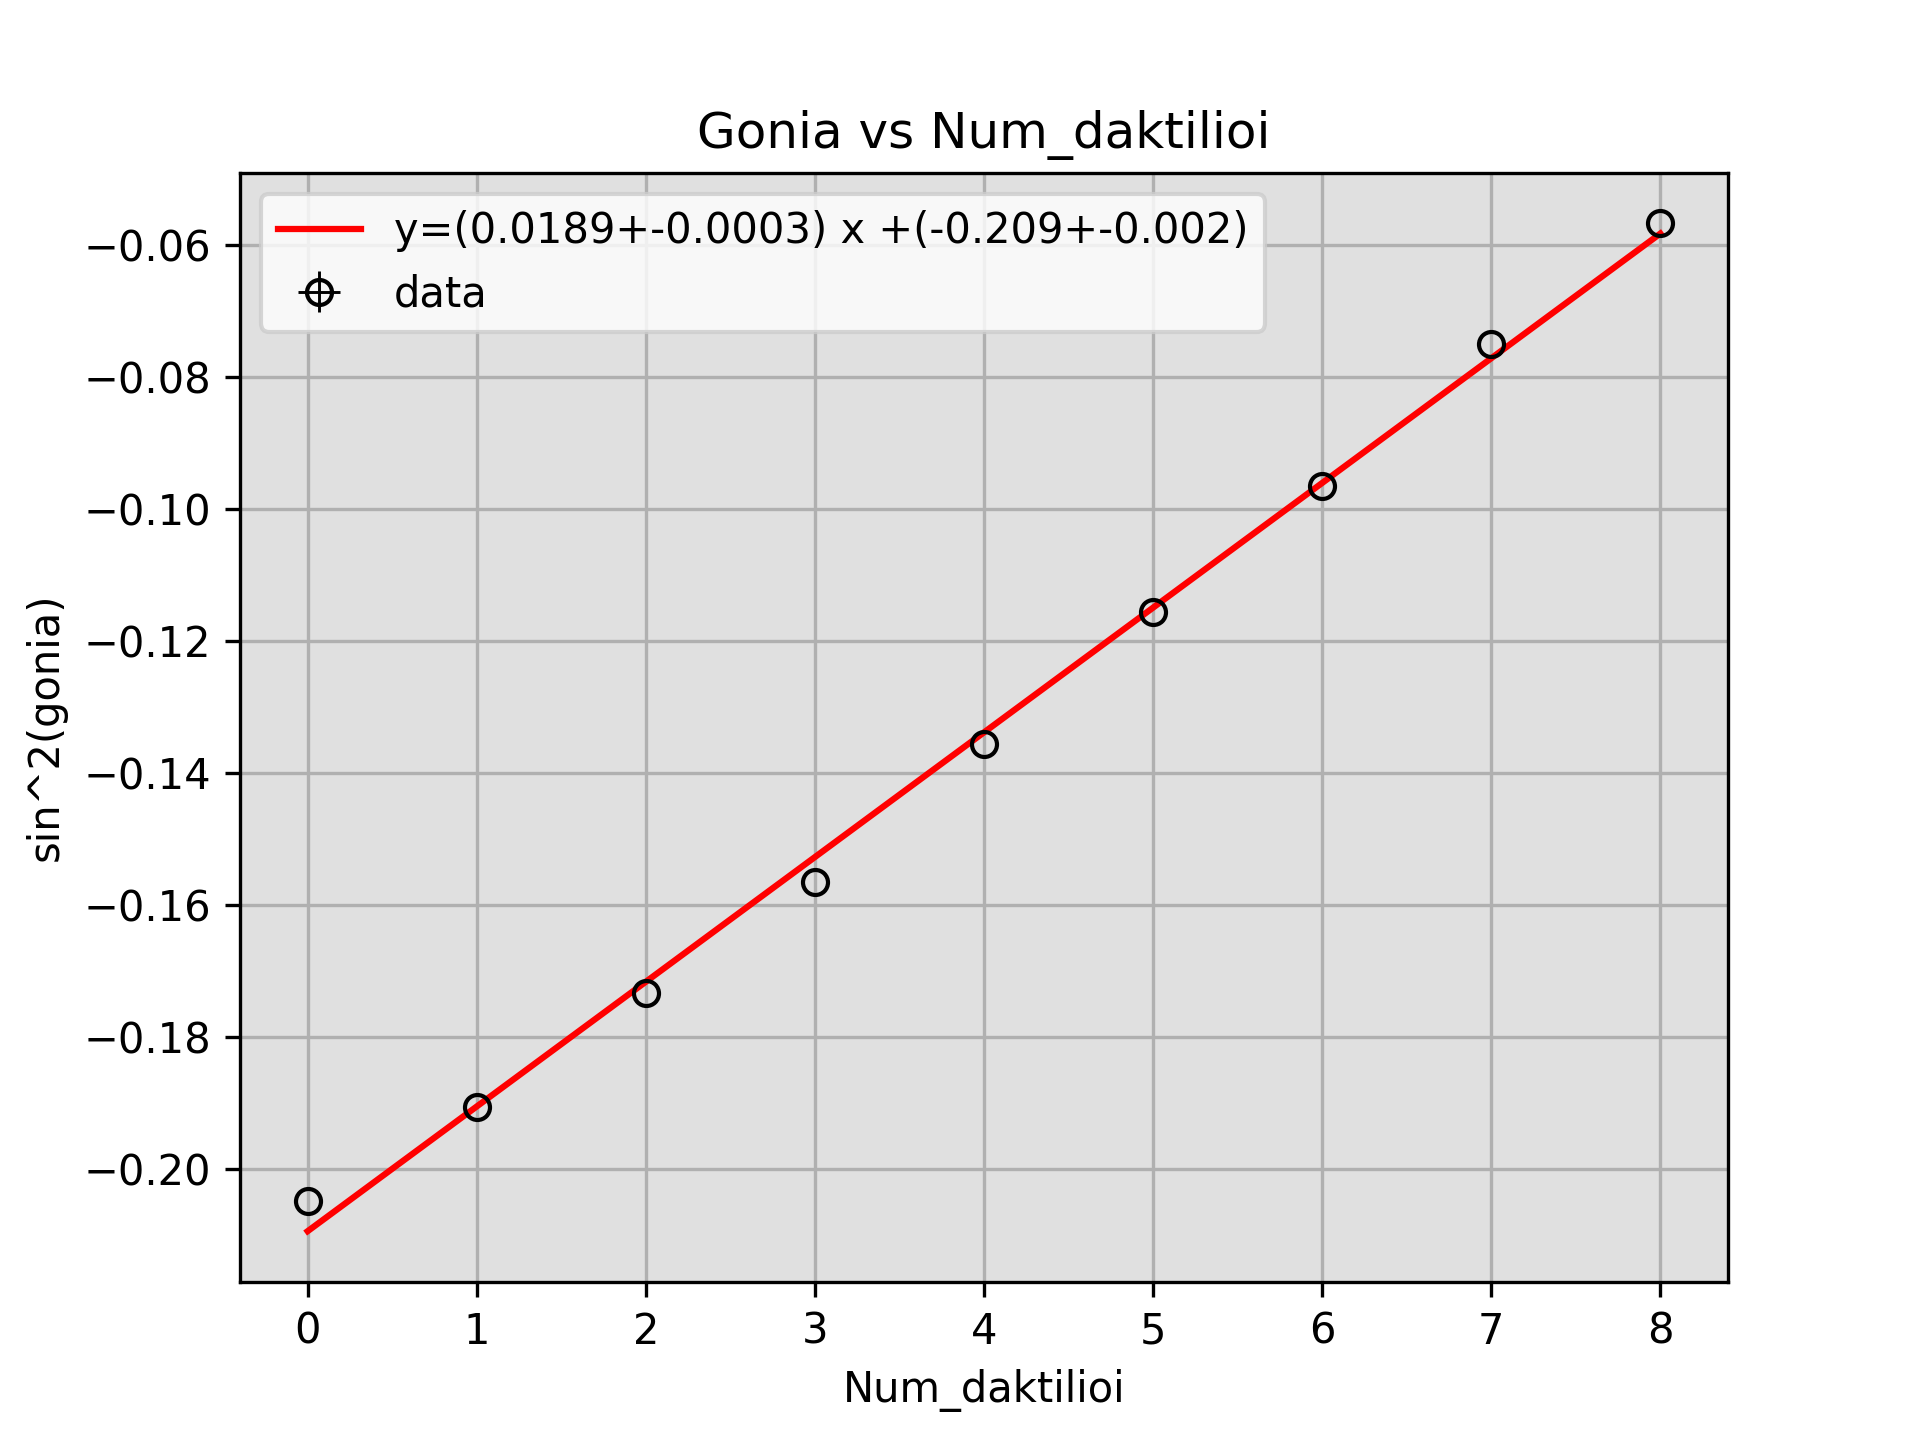 Gonia vs Num_daktilioi
y=(0.0189+-0.0003) x +(-0.209+-0.002)
data
sin^2(gonia)
−0.06
−0.08
−0.10
−0.12
−0.14
−0.16
−0.18
−0.20
0 1 2 3 4 5 6 7 8
Num_daktilioi